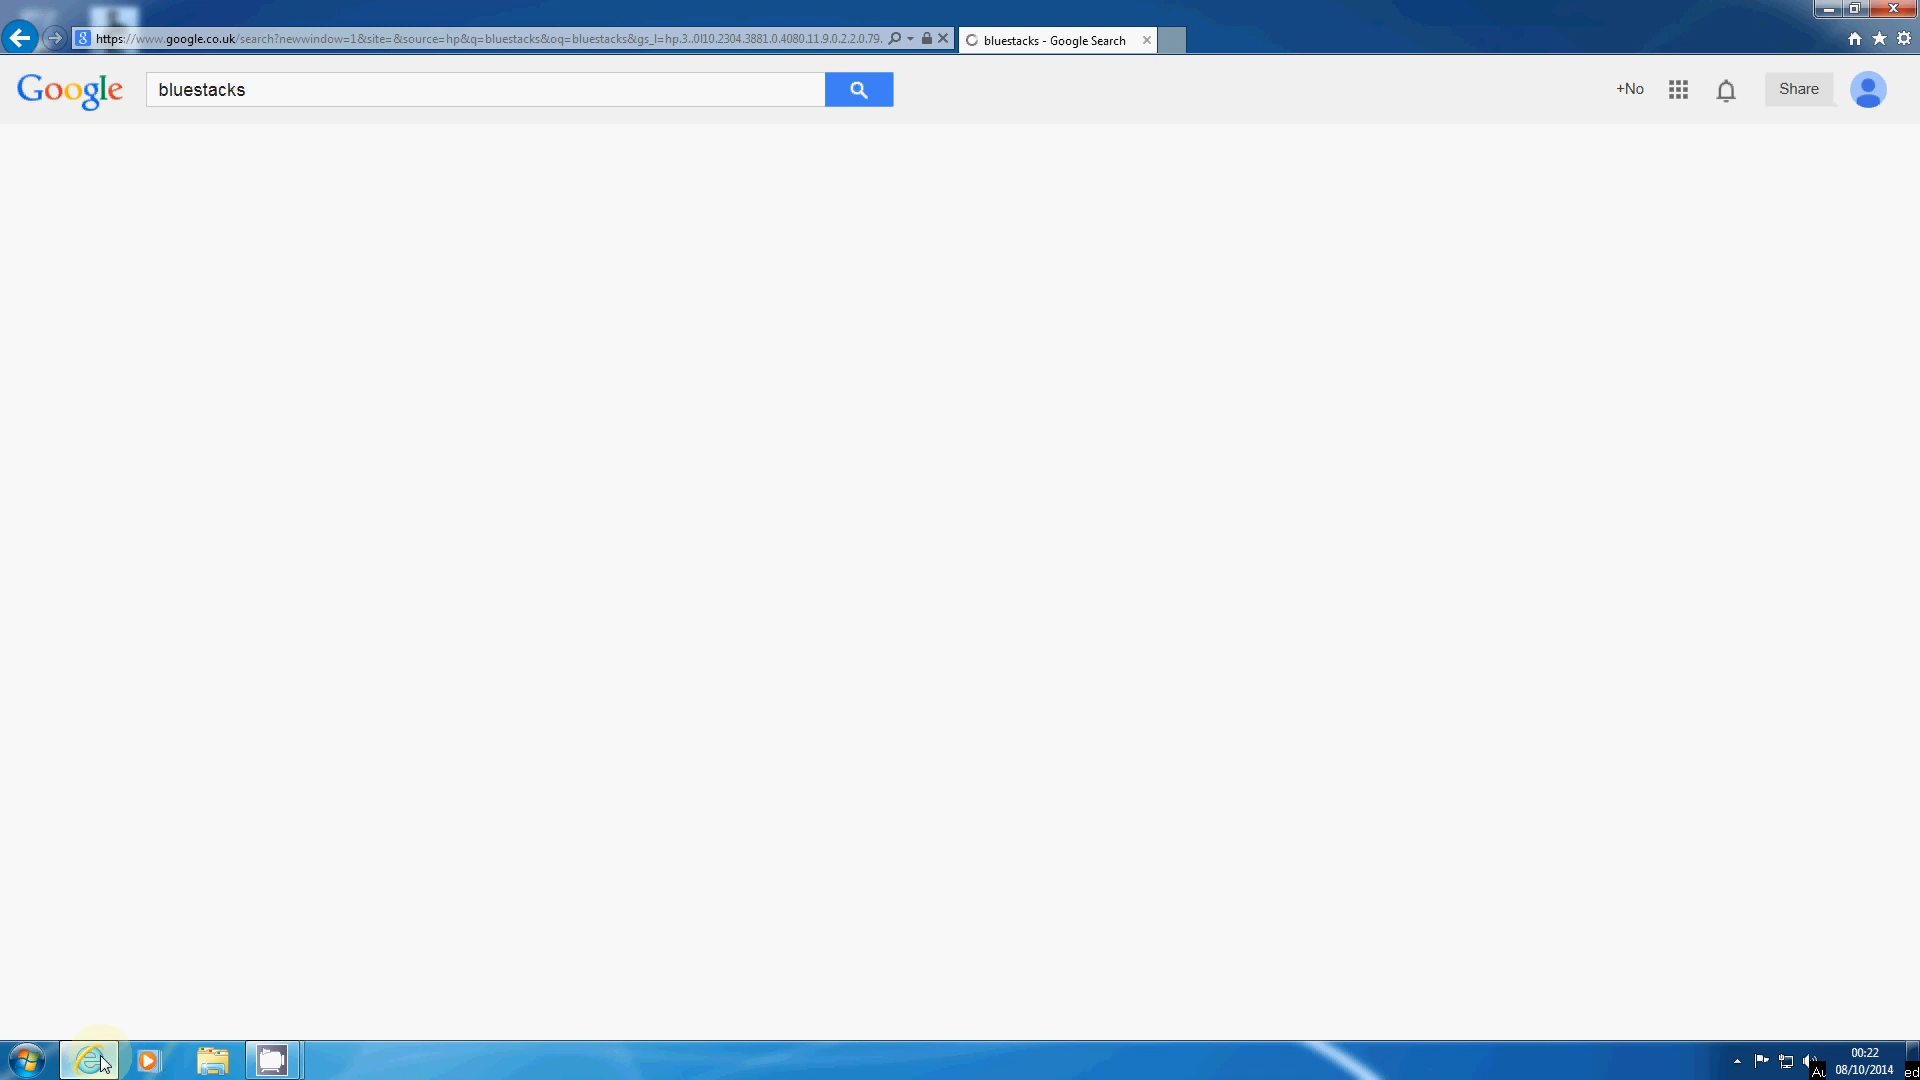 https://www.google.co.uk/search?newwindow=1&site=&source=hp&q=bluestacks&oq=bluestacks&gs_l=hp.3..0l10.2304.3881.0.4080.11.9.0.2.2.0.79.
bluestacks - Google Search
Google
bluestacks
+No
Share
00:22
08/10/2014